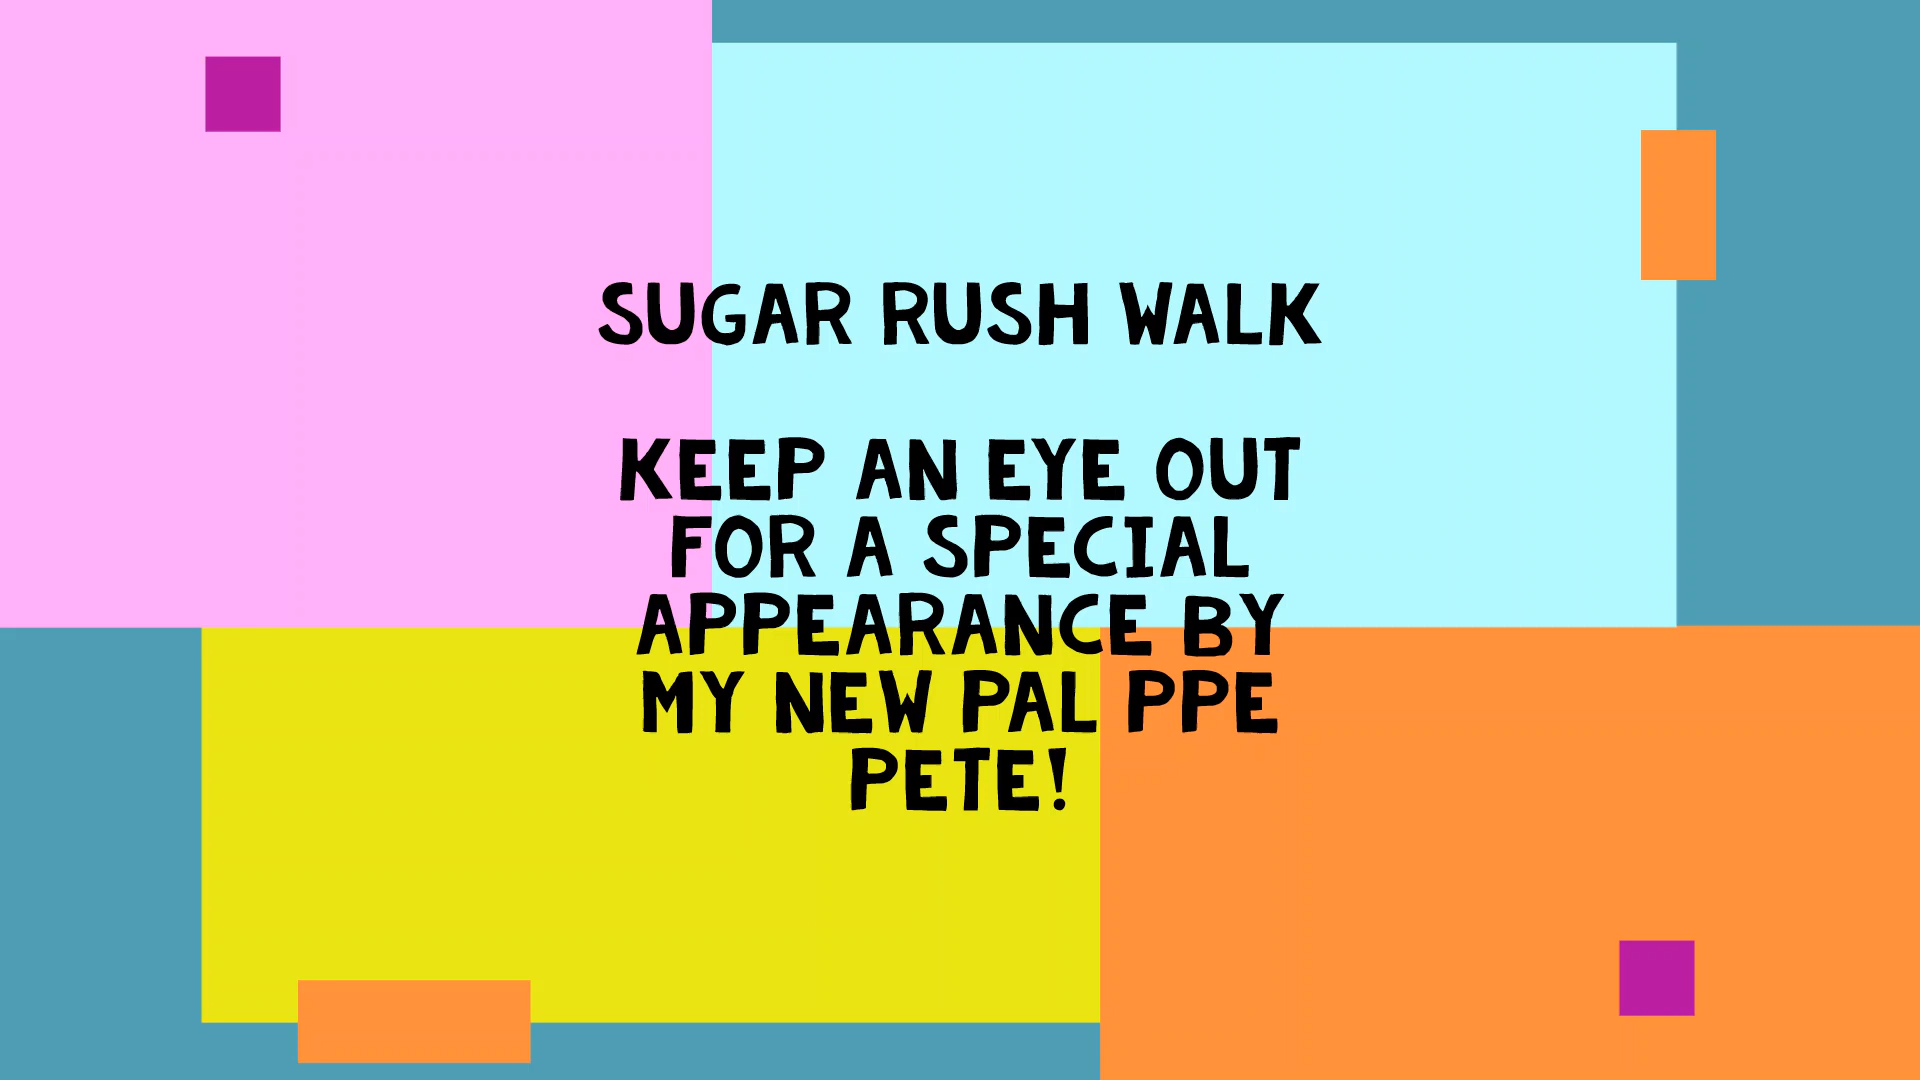 SUGAR RUSH WALK
KEEP AN EYE OUT
FOR A SPECIAL
APPEARANCE BY
MY NEW PAL PPE
PETE!